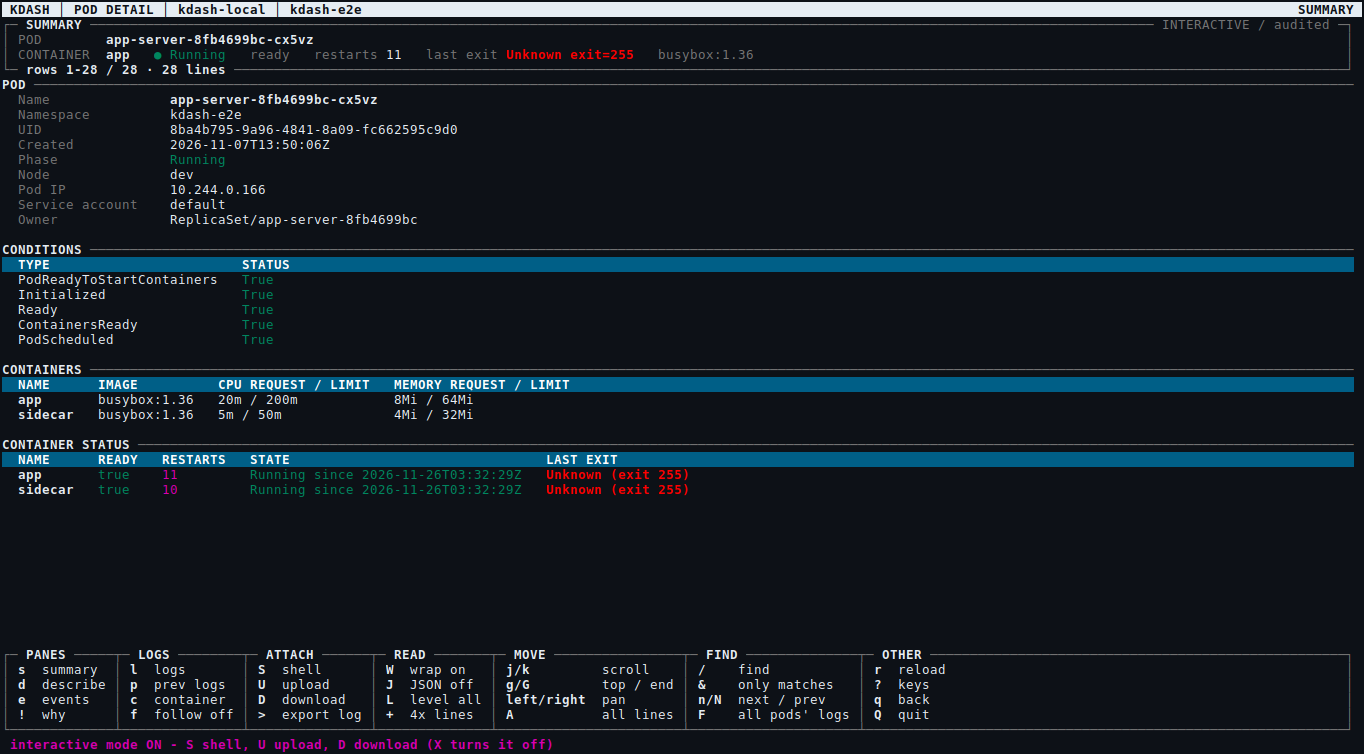 KDASH │ POD DETAIL │ kdash-local │ kdash-e2e SUMMARY
SUMMARY INTERACTIVE / audited
POD app-server-8fb4699bc-cx5vz
CONTAINER app ● Running ready restarts 11 last exit Unknown exit=255 busybox:1.36
rows 1-28 / 28 · 28 lines
POD
Name app-server-8fb4699bc-cx5vz
Namespace kdash-e2e
UID 8ba4b795-9a96-4841-8a09-fc662595c9d0
Created 2026-11-07T13:50:06Z
Phase Running
Node dev
Pod IP 10.244.0.166
Service account default
Owner ReplicaSet/app-server-8fb4699bc
CONDITIONS
TYPE STATUS
PodReadyToStartContainers True
Initialized True
Ready True
ContainersReady True
PodScheduled True
CONTAINERS
NAME IMAGE CPU REQUEST / LIMIT MEMORY REQUEST / LIMIT
app busybox:1.36 20m / 200m 8Mi / 64Mi
sidecar busybox:1.36 5m / 50m 4Mi / 32Mi
CONTAINER STATUS
NAME READY RESTARTS STATE LAST EXIT
app true 11 Running since 2026-11-26T03:32:29Z Unknown (exit 255)
sidecar true 10 Running since 2026-11-26T03:32:29Z Unknown (exit 255)
PANES LOGS ATTACH READ MOVE FIND OTHER
s summary l logs S shell W wrap on j/k scroll / find r reload
d describe p prev logs U upload J JSON off g/G top / end & only matches ? keys
e events c container D download L level all left/right pan n/N next / prev q back
! why f follow off > export log + 4x lines A all lines F all pods' logs Q quit
interactive mode ON - S shell, U upload, D download (X turns it off)